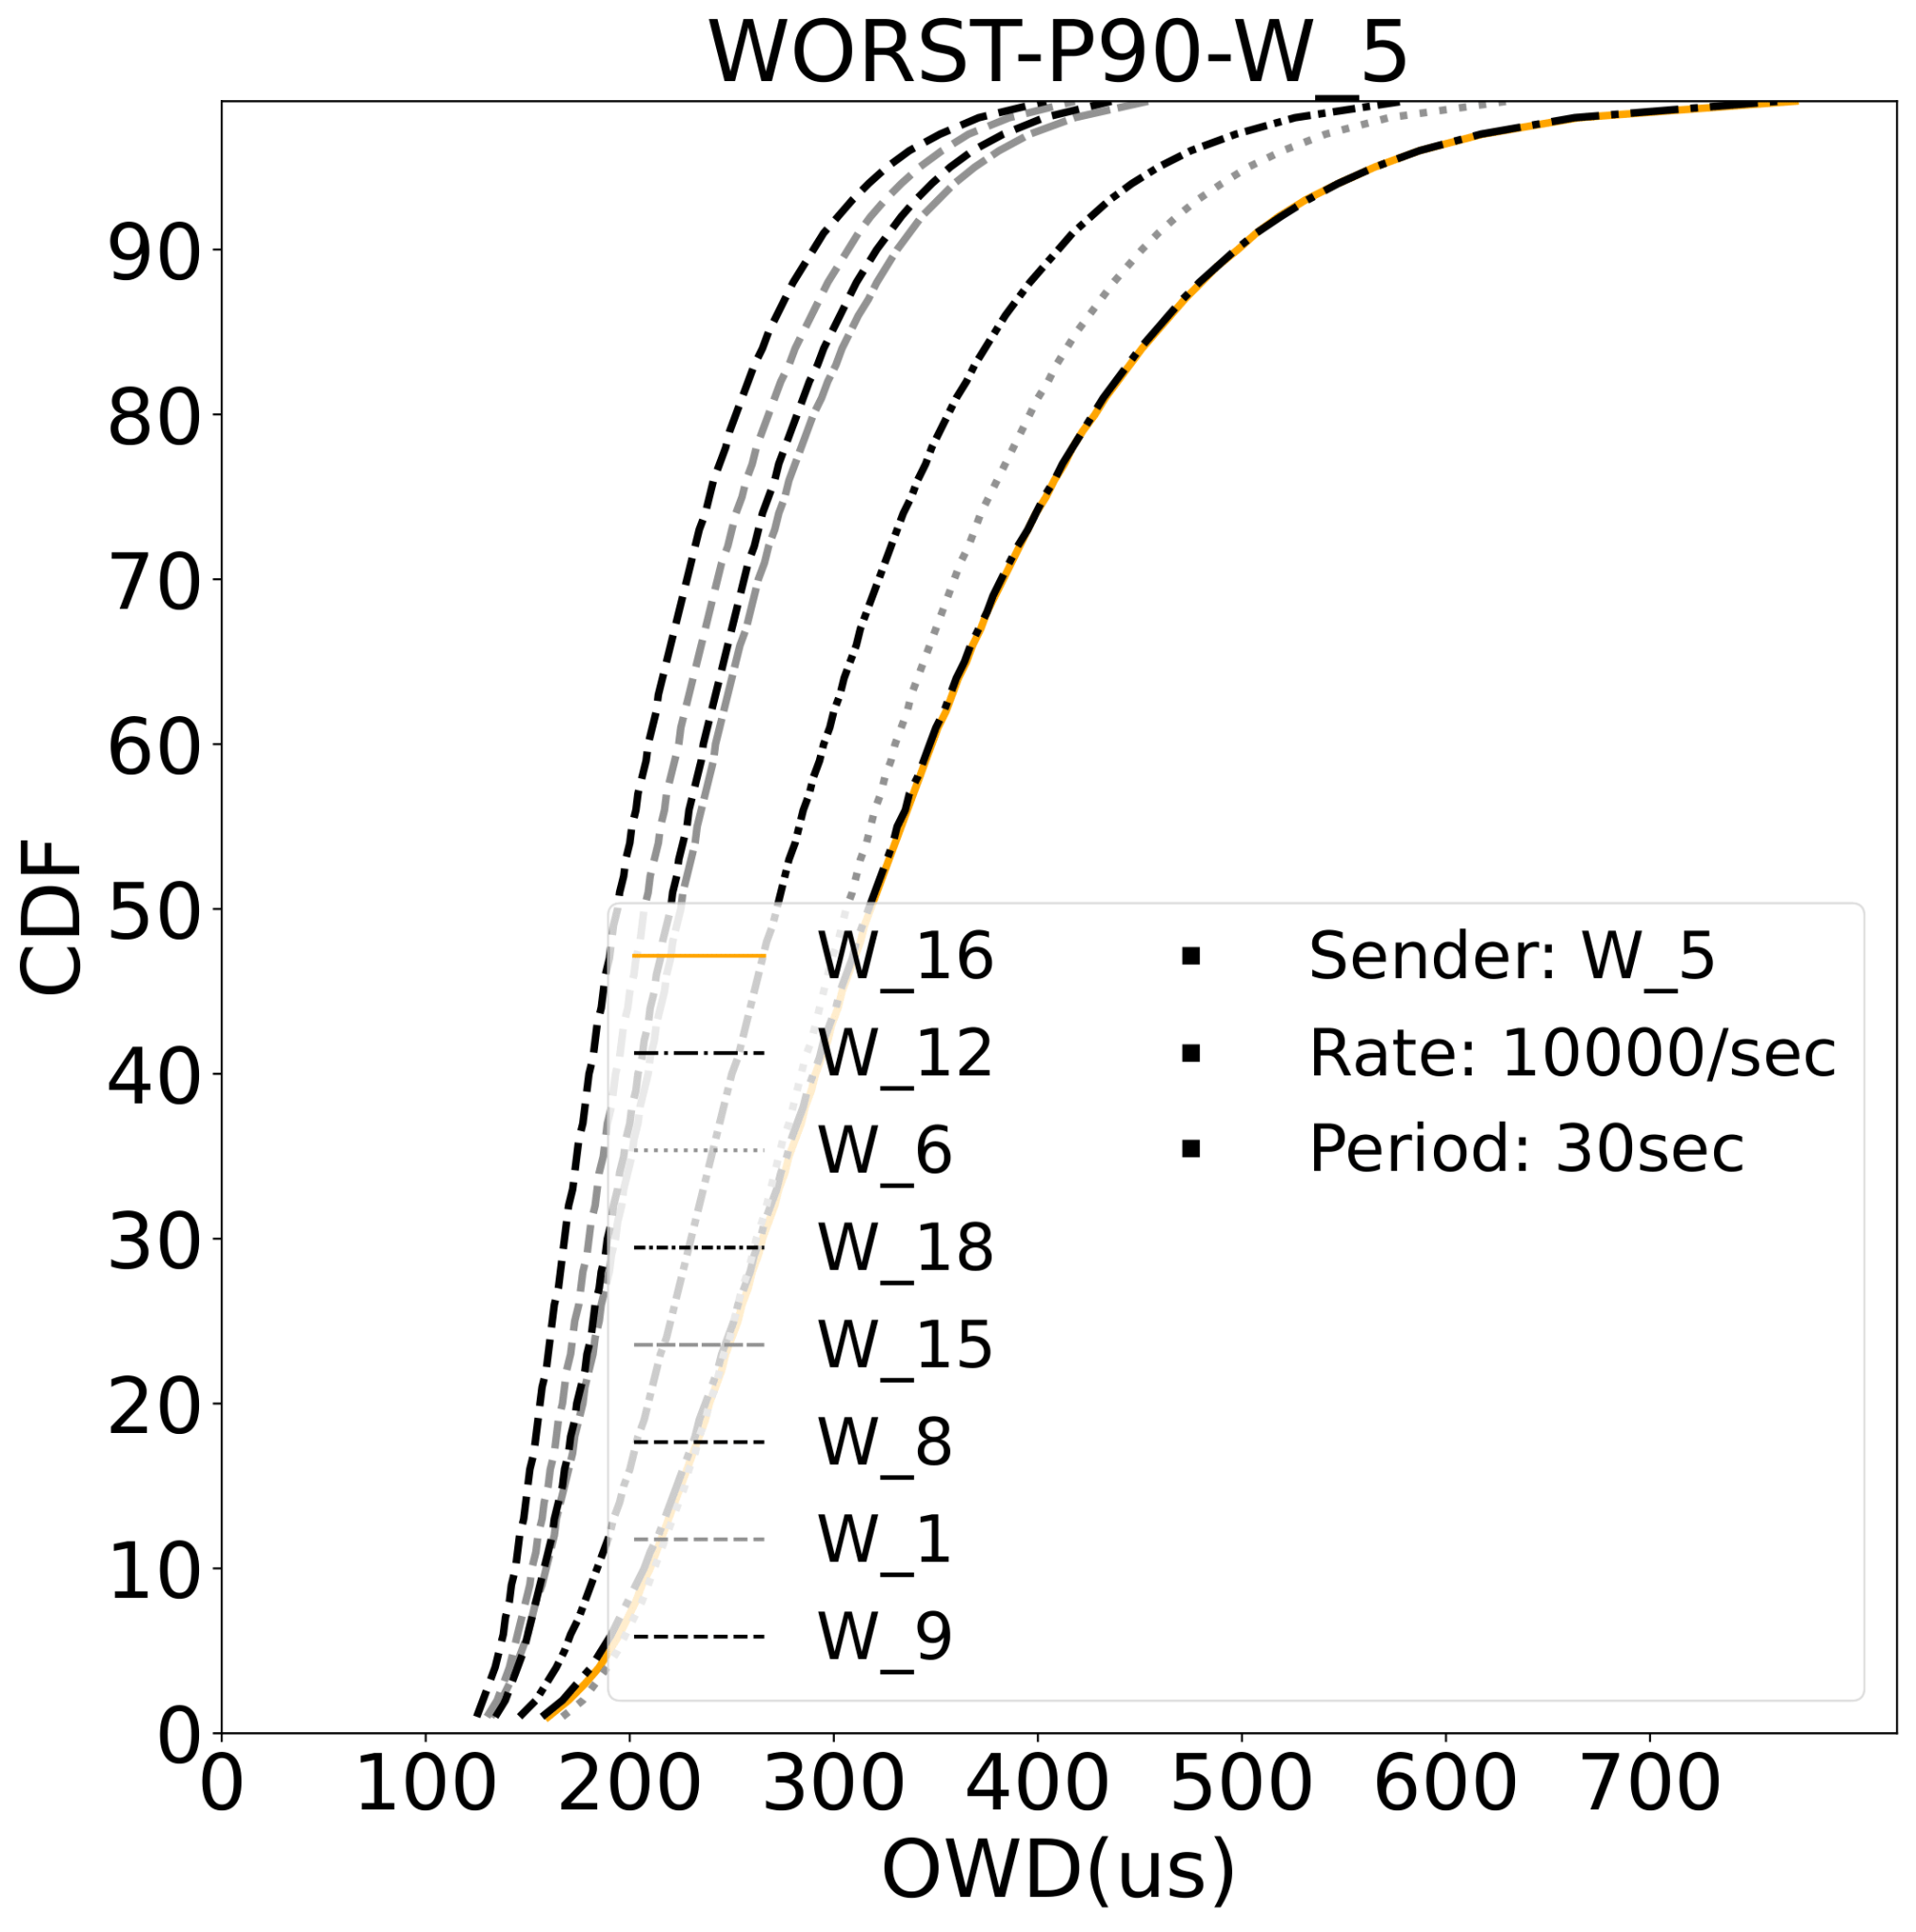 WORST-P90-W_5
CDF
90
80
70
60
50
40
30
20
10
0
W_16
W_12
W_6
W_18
W_15
W_8
W_1
W_9
Sender: W_5
Rate: 10000/sec
Period: 30sec
0 100 200 300 400 500 600 700
OWD(us)